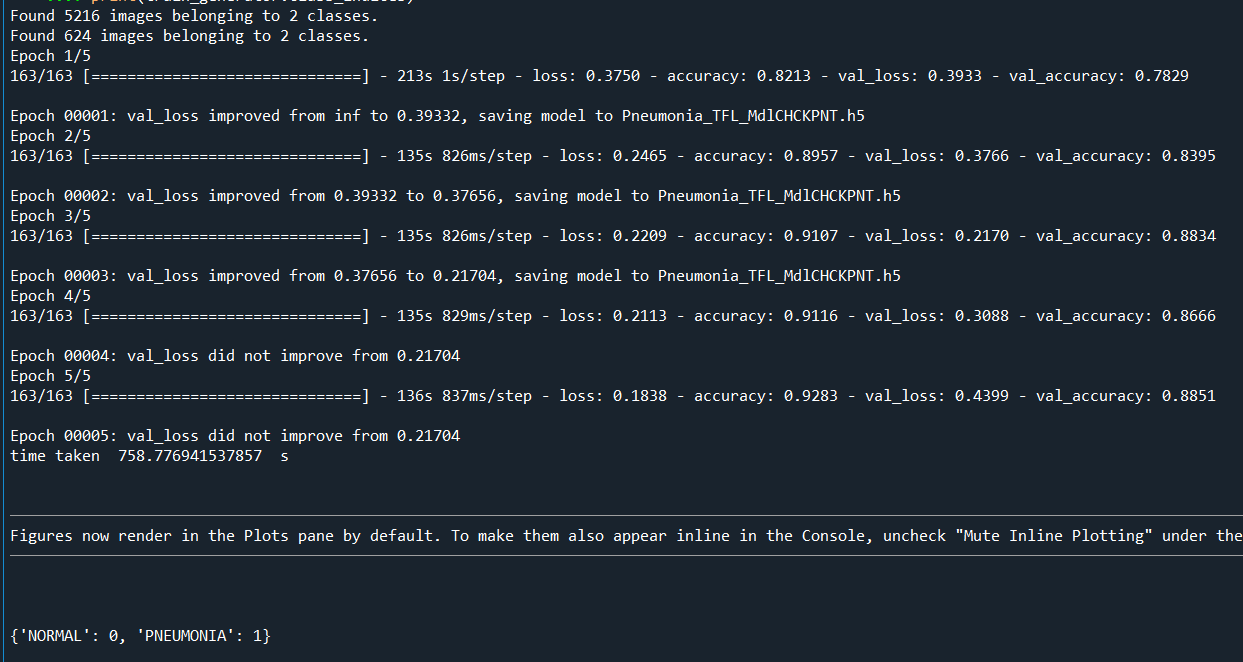 Found 5216 images belonging to 2 classes.
Found 624 images belonging to 2 classes.
Epoch 1/5
163/163 [==============================] - 213s 1s/step - loss: 0.3750 - accuracy: 0.8213 - val_loss: 0.3933 - val_accuracy: 0.7829
Epoch 00001: val_loss improved from inf to 0.39332, saving model to Pneumonia_TFL_MdlCHCKPNT.h5
Epoch 2/5
163/163 [==============================] - 135s 826ms/step - loss: 0.2465 - accuracy: 0.8957 - val_loss: 0.3766 - val_accuracy: 0.8395
Epoch 00002: val_loss improved from 0.39332 to 0.37656, saving model to Pneumonia_TFL_MdlCHCKPNT.h5
Epoch 3/5
163/163 [==============================] - 135s 826ms/step - loss: 0.2209 - accuracy: 0.9107 - val_loss: 0.2170 - val_accuracy: 0.8834
Epoch 00003: val_loss improved from 0.37656 to 0.21704, saving model to Pneumonia_TFL_MdlCHCKPNT.h5
Epoch 4/5
163/163 [==============================] - 135s 829ms/step - loss: 0.2113 - accuracy: 0.9116 - val_loss: 0.3088 - val_accuracy: 0.8666
Epoch 00004: val_loss did not improve from 0.21704
Epoch 5/5
163/163 [==============================] - 136s 837ms/step - loss: 0.1838 - accuracy: 0.9283 - val_loss: 0.4399 - val_accuracy: 0.8851
Epoch 00005: val_loss did not improve from 0.21704
time taken  758.776941537857  s
Figures now render in the Plots pane by default. To make them also appear inline in the Console, uncheck "Mute Inline Plotting" under the
{'NORMAL': 0, 'PNEUMONIA': 1}